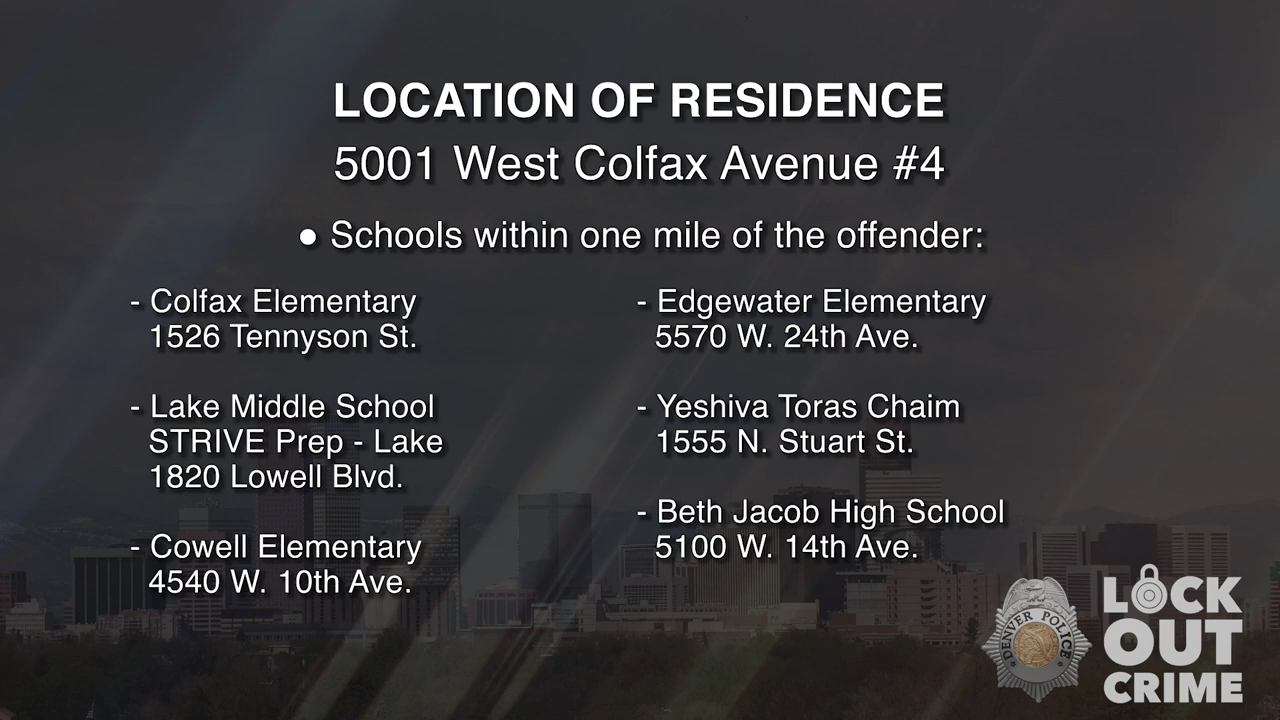 LOCATION OF RESIDENCE
5001 West Colfax Avenue #4
● Schools within one mile of the offender:
- Colfax Elementary
1526 Tennyson St.
- Lake Middle School
STRIVE Prep - Lake
1820 Lowell Blvd.
- Cowell Elementary
4540 W. 10th Ave.
- Edgewater Elementary
5570 W. 24th Ave.
- Yeshiva Toras Chaim
1555 N. Stuart St.
- Beth Jacob High School
5100 W. 14th Ave.
DENVER POLICE
LOCK
OUT
CRIME